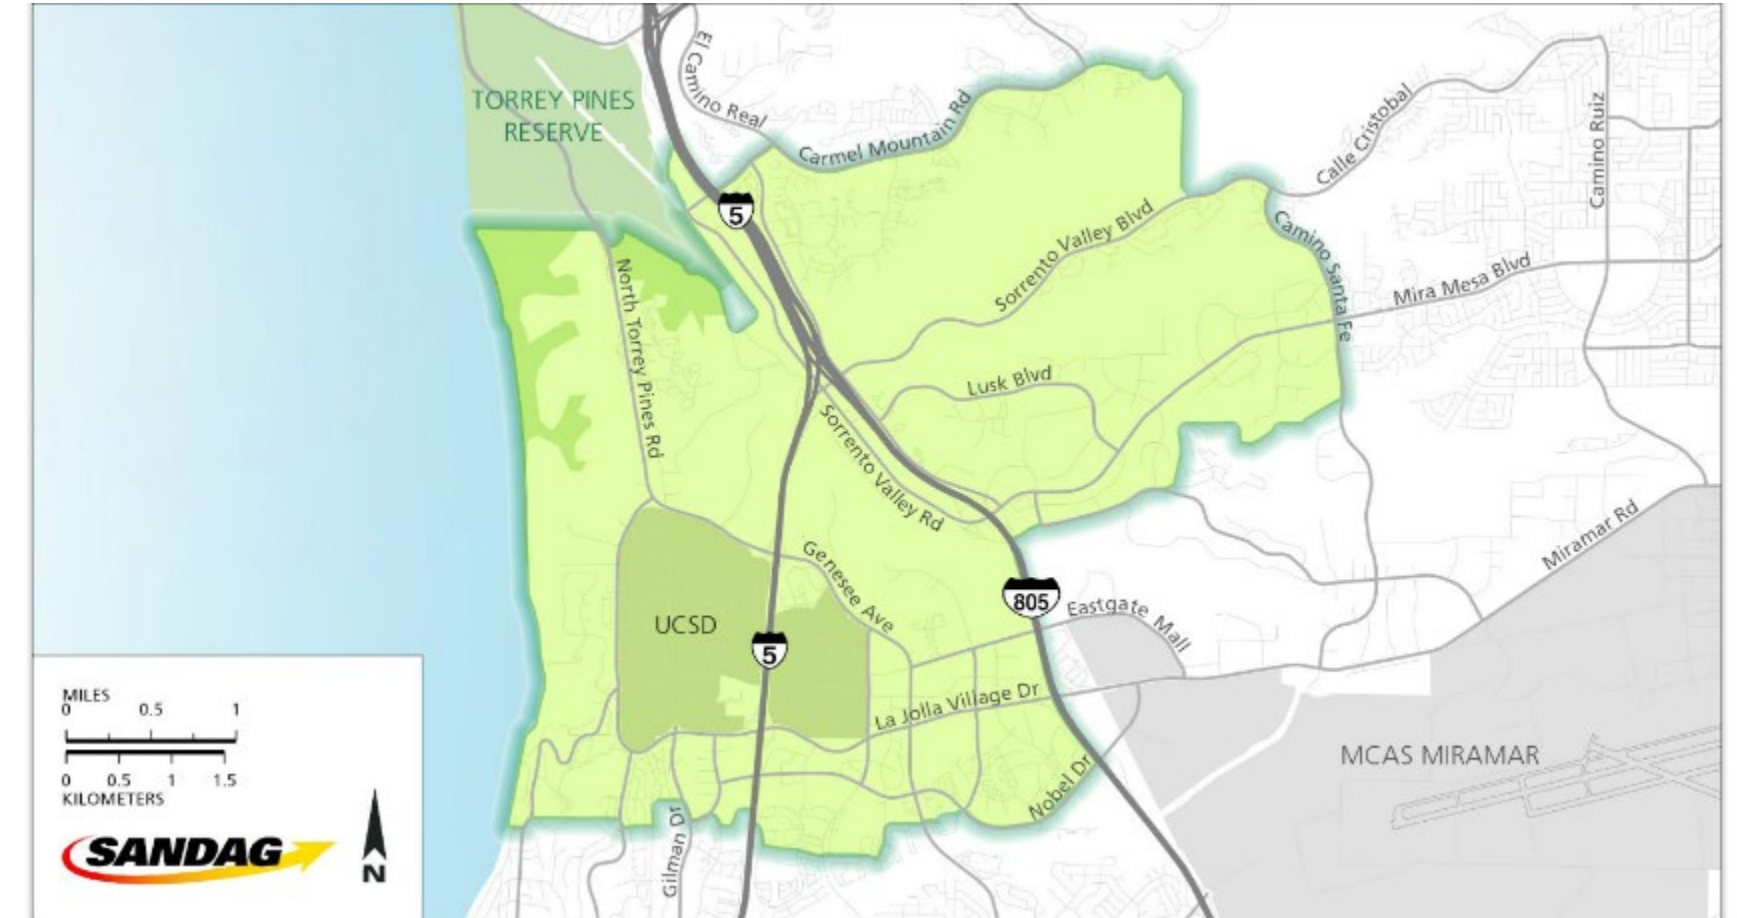 TORREY PINES
RESERVE
El Camino Real
Carmel Mountain Rd
Calle Cristobal
Camino Ruiz
5
Sorrento Valley Blvd
Camino Santa Fe
Mira Mesa Blvd
North Torrey Pines Rd
Lusk Blvd
Sorrento Valley Rd
Miramar Rd
Genesee Ave
805
Eastgate Mall
UCSD
5
La Jolla Village Dr
MCAS MIRAMAR
Nobel Dr
Gilman Dr
MILES
0 0.5 1
0 0.5 1 1.5
KILOMETERS
SANDAG
N